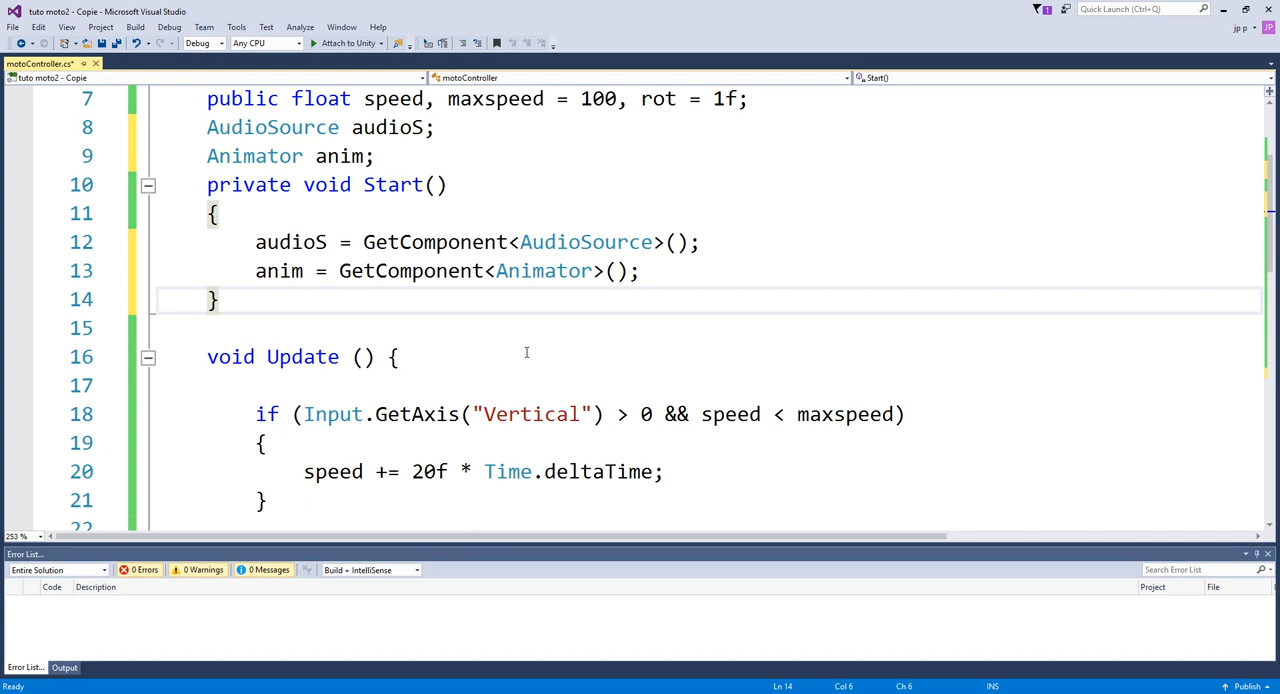 tuto moto2 - Copie - Microsoft Visual Studio
1
Quick Launch (Ctrl+Q)
File Edit View Project Build Debug Team Tools Test Analyze Window Help
jp p
JP
Debug Any CPU Attach to Unity
motoController.cs*
tuto moto2 - Copie motoController Start()
7 public float speed, maxspeed = 100, rot = 1f;
8 AudioSource audioS;
9 Animator anim;
10 private void Start()
11 {
12 audioS = GetComponent<AudioSource>();
13 anim = GetComponent<Animator>();
14 }
15
16 void Update () {
17
18 if (Input.GetAxis("Vertical") > 0 && speed < maxspeed)
19 {
20 speed += 20f * Time.deltaTime;
21 }
22
253 %
Error List...
Entire Solution 0 Errors 0 Warnings 0 Messages Build + IntelliSense Search Error List
Code Description Project File
Error List... Output
Ready Ln 14 Col 6 Ch 6 INS Publish